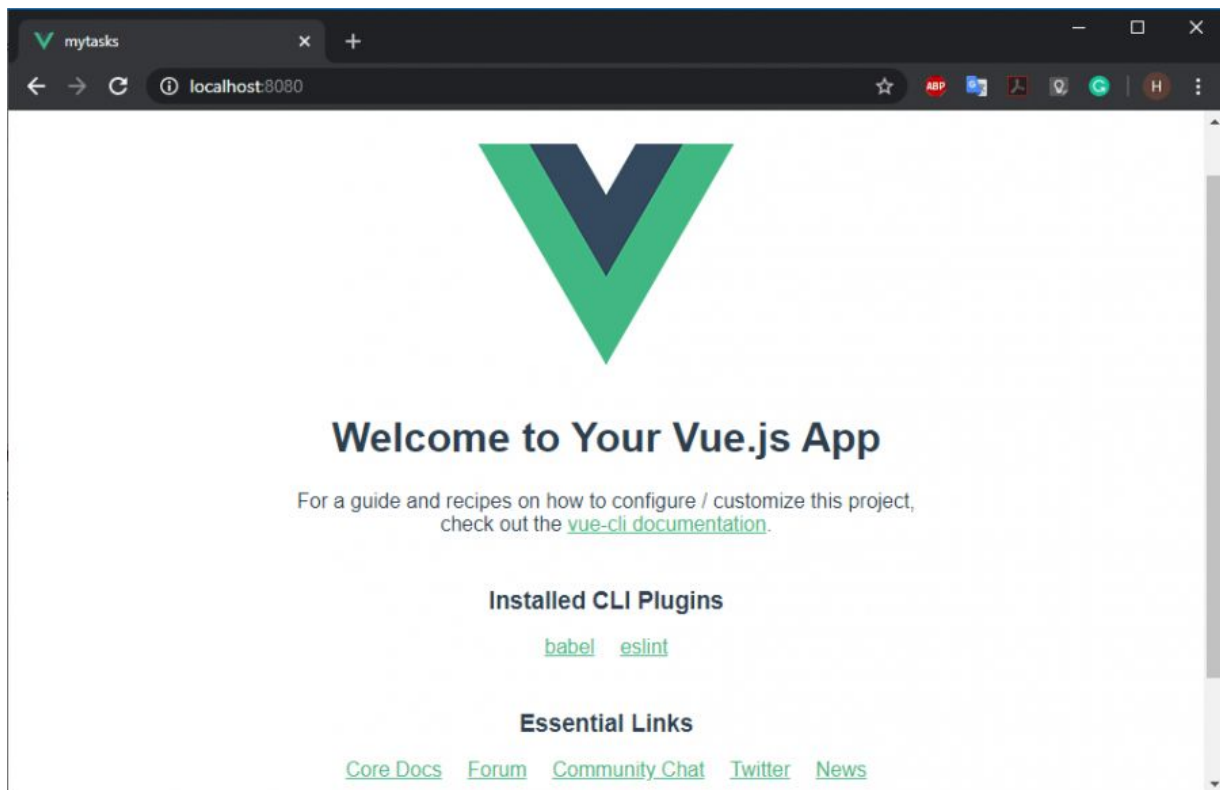 mytasks
localhost:8080
ABP
G
H
Welcome to Your Vue.js App
For a guide and recipes on how to configure / customize this project,
check out the vue-cli documentation.
Installed CLI Plugins
babel eslint
Essential Links
Core Docs Forum Community Chat Twitter News